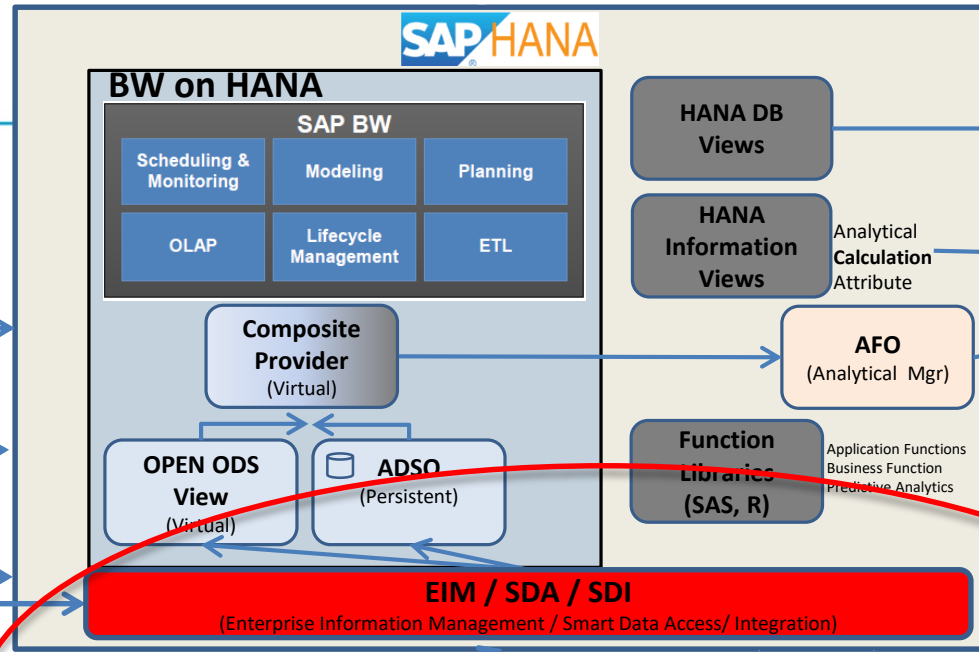 SAP HANA
®
BW on HANA
SAP BW
Scheduling &
Monitoring
Modeling
Planning
OLAP
Lifecycle
Management
ETL
Composite
Provider
(Virtual)
OPEN ODS
View
(Virtual)
ADSO
(Persistent)
HANA DB
Views
HANA
Information
Views
Analytical
Calculation
Attribute
AFO
(Analytical Mgr)
Function
Libraries
(SAS, R)
Application Functions
Business Function
Predictive Analytics
EIM / SDA / SDI
(Enterprise Information Management / Smart Data Access/ Integration)